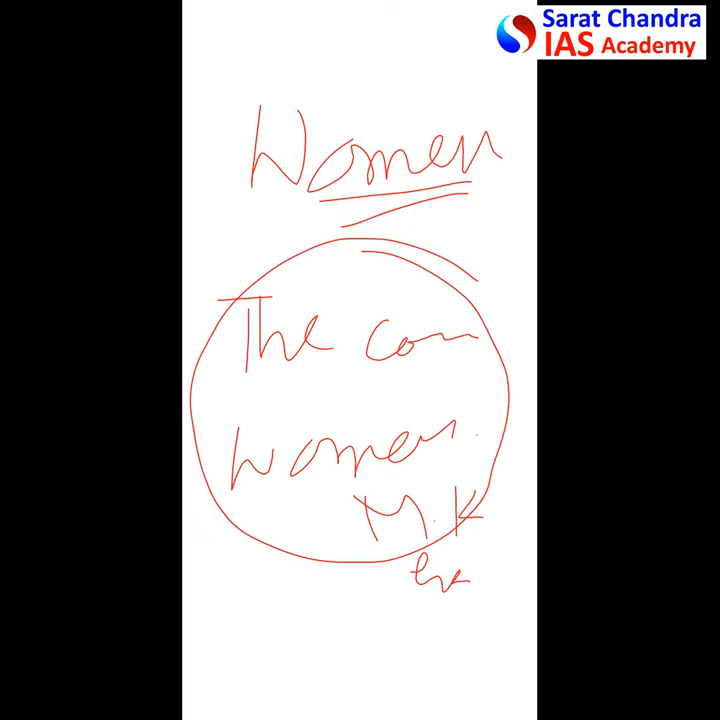 Sarat Chandra
IAS Academy
Women
The Com
Women.
M.K